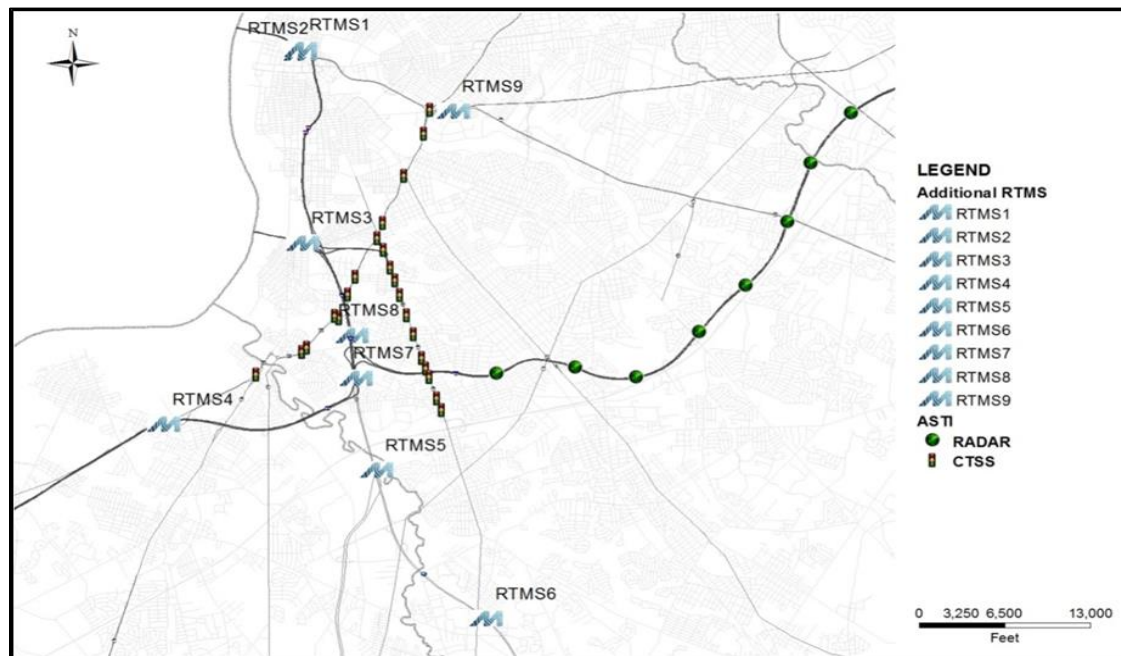 N
RTMS2 RTMS1
RTMS9
RTMS3
RTMS8
RTMS7
RTMS4
RTMS5
RTMS6
LEGEND
Additional RTMS
RTMS1
RTMS2
RTMS3
RTMS4
RTMS5
RTMS6
RTMS7
RTMS8
RTMS9
ASTI
RADAR
CTSS
0 3,250 6,500 13,000
Feet